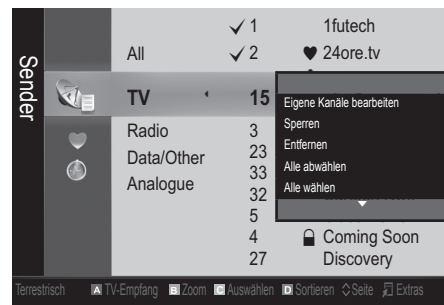 Sender
✓ 1 1futech
All ✓ 2 ♥ 24ore.tv
TV 15
Radio 3
Data/Other 23
Analogue 33
32
5
4 Coming Soon
27 Discovery
Eigene Kanäle bearbeiten
Sperren
Entfernen
Alle abwählen
Alle wählen
Terrestrisch A TV-Empfang B Zoom C Auswählen D Sortieren Seite Extras